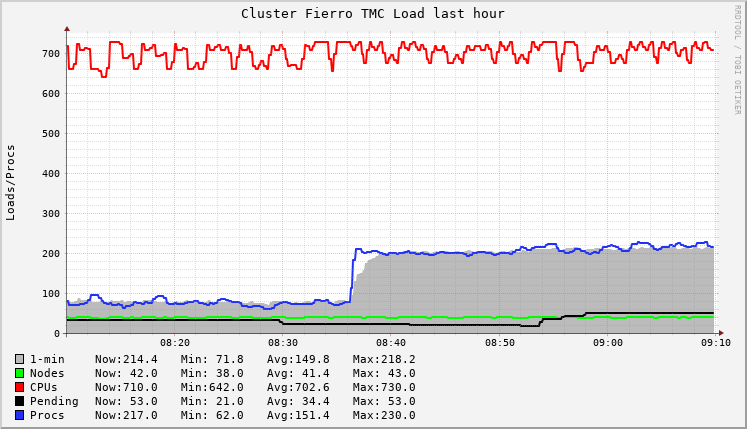 Cluster Fierro TMC Load last hour
RRDTOOL / TOBI OETIKER
Loads/Procs
700
600
500
400
300
200
100
0
08:20 08:30 08:40 08:50 09:00 09:10
1-min Now:214.4 Min: 71.8 Avg:149.8 Max:218.2
Nodes Now: 42.0 Min: 38.0 Avg: 41.4 Max: 43.0
CPUs Now:710.0 Min:642.0 Avg:702.6 Max:730.0
Pending Now: 53.0 Min: 21.0 Avg: 34.4 Max: 53.0
Procs Now:217.0 Min: 62.0 Avg:151.4 Max:230.0